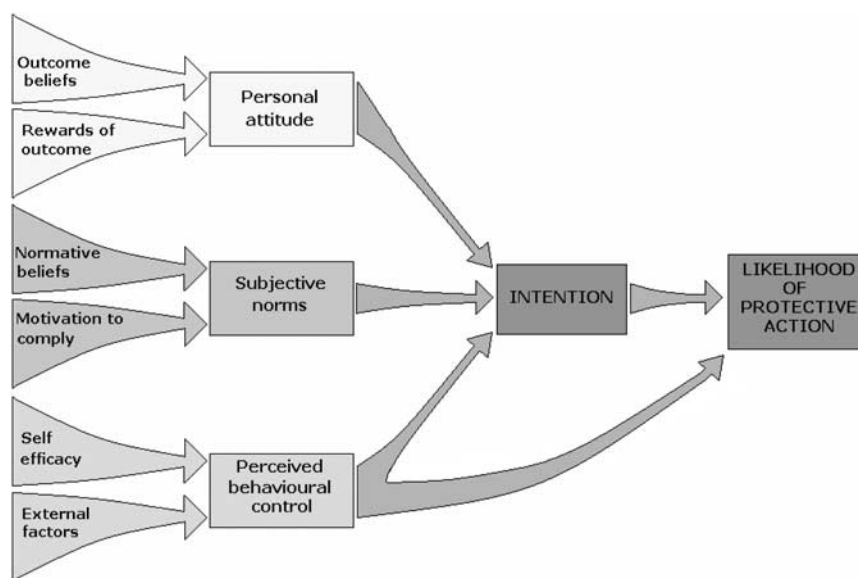 Outcome
beliefs
Rewards of
outcome
Personal
attitude
Normative
beliefs
Motivation to
comply
Subjective
norms
INTENTION
LIKELIHOOD
OF
PROTECTIVE
ACTION
Self
efficacy
External
factors
Perceived
behavioural
control